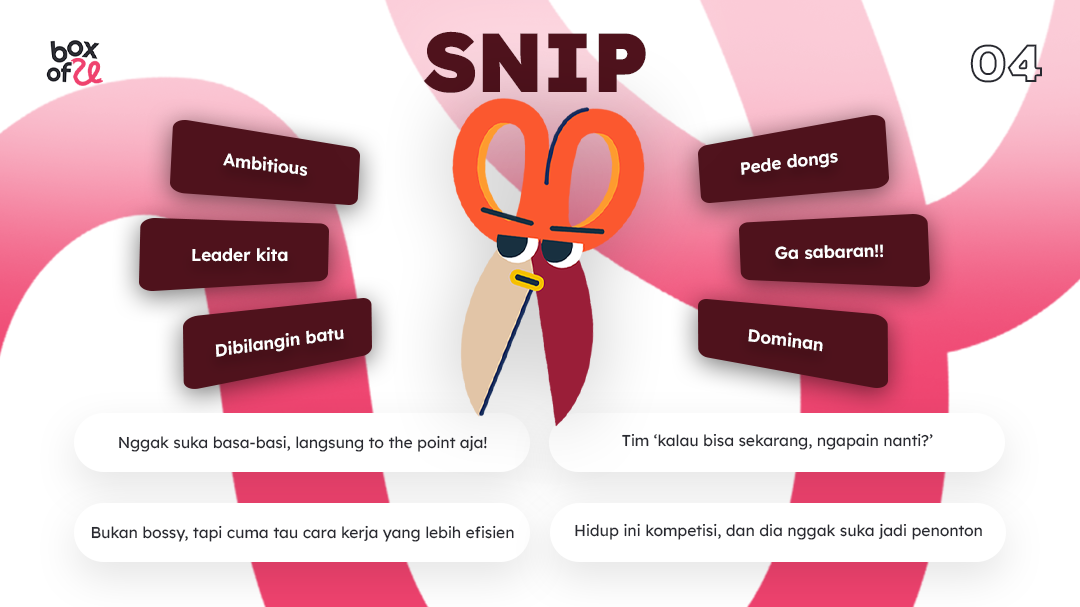 box
of ze
SNIP
04
Ambitious
Leader kita
Dibilangin batu
Pede dongs
Ga sabaran!!
Dominan
Nggak suka basa-basi, langsung to the point aja!
Tim ‘kalau bisa sekarang, ngapain nanti?’
Bukan bossy, tapi cuma tau cara kerja yang lebih efisien
Hidup ini kompetisi, dan dia nggak suka jadi penonton